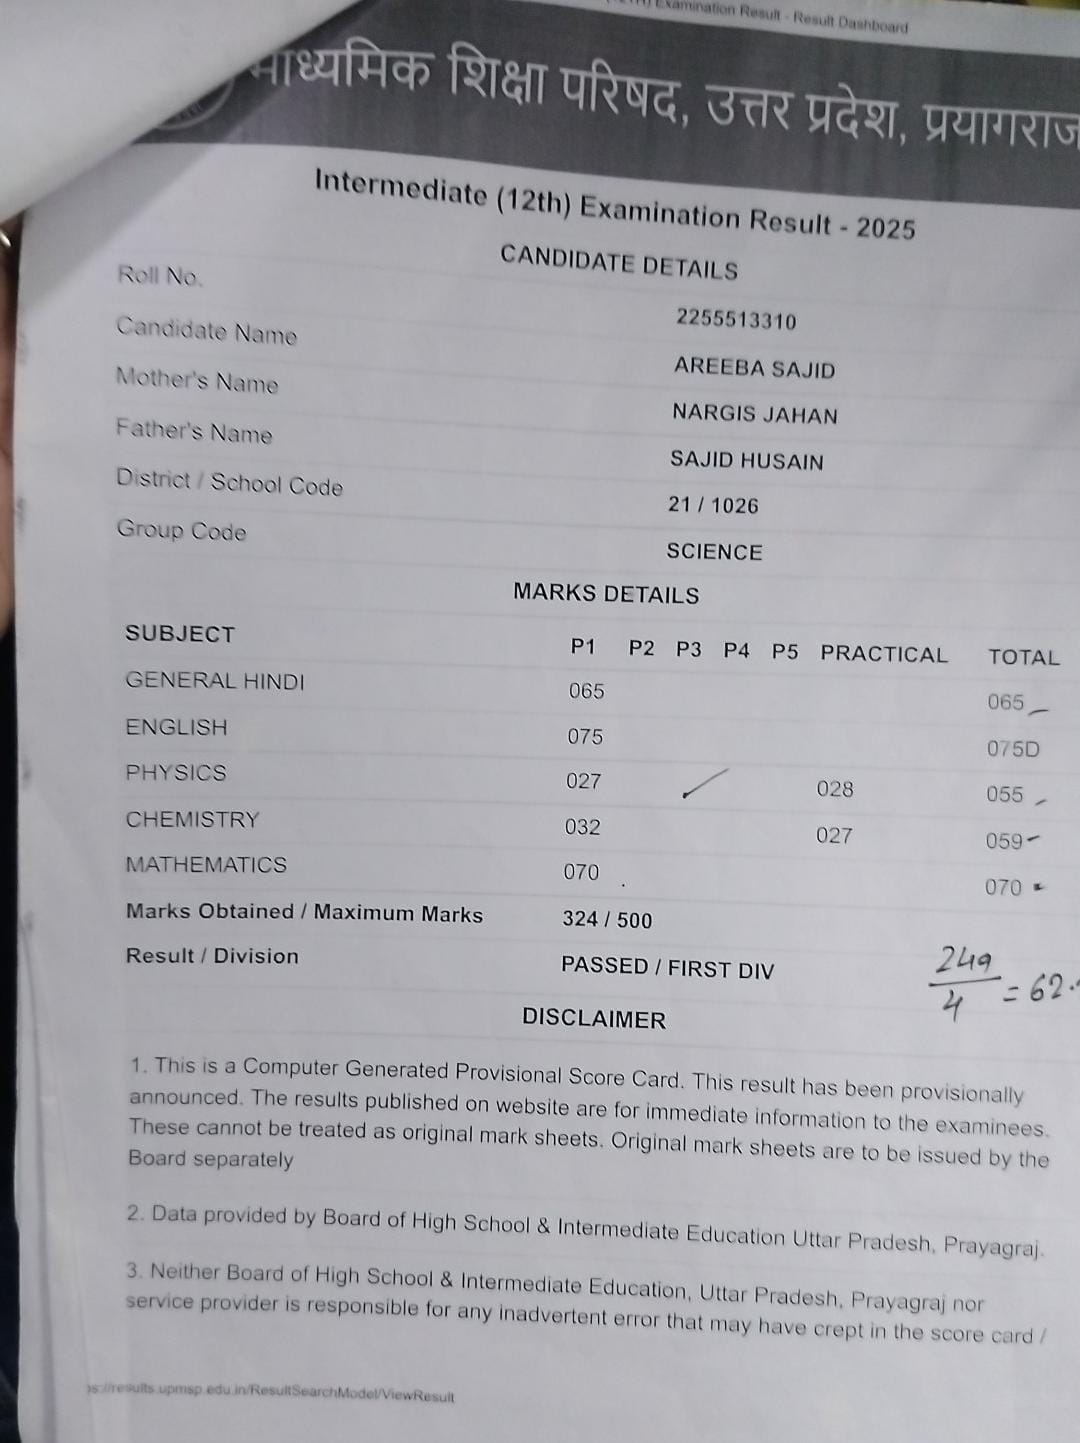 Examination Result - Result Dashboard
माध्यमिक शिक्षा परिषद, उत्तर प्रदेश, प्रयागराज
Intermediate (12th) Examination Result - 2025
CANDIDATE DETAILS
Roll No. 2255513310
Candidate Name AREEBA SAJID
Mother's Name NARGIS JAHAN
Father's Name SAJID HUSAIN
District / School Code 21 / 1026
Group Code SCIENCE
MARKS DETAILS
SUBJECT P1 P2 P3 P4 P5 PRACTICAL TOTAL
GENERAL HINDI 065 065
ENGLISH 075 075D
PHYSICS 027 028 055
CHEMISTRY 032 027 059
MATHEMATICS 070 070
Marks Obtained / Maximum Marks 324 / 500
Result / Division PASSED / FIRST DIV
249
4
= 62.
DISCLAIMER
1. This is a Computer Generated Provisional Score Card. This result has been provisionally
announced. The results published on website are for immediate information to the examinees.
These cannot be treated as original mark sheets. Original mark sheets are to be issued by the
Board separately
2. Data provided by Board of High School & Intermediate Education Uttar Pradesh, Prayagraj.
3. Neither Board of High School & Intermediate Education, Uttar Pradesh, Prayagraj nor
service provider is responsible for any inadvertent error that may have crept in the score card /
ps://results.upmsp.edu.in/ResultSearchModel/ViewResult